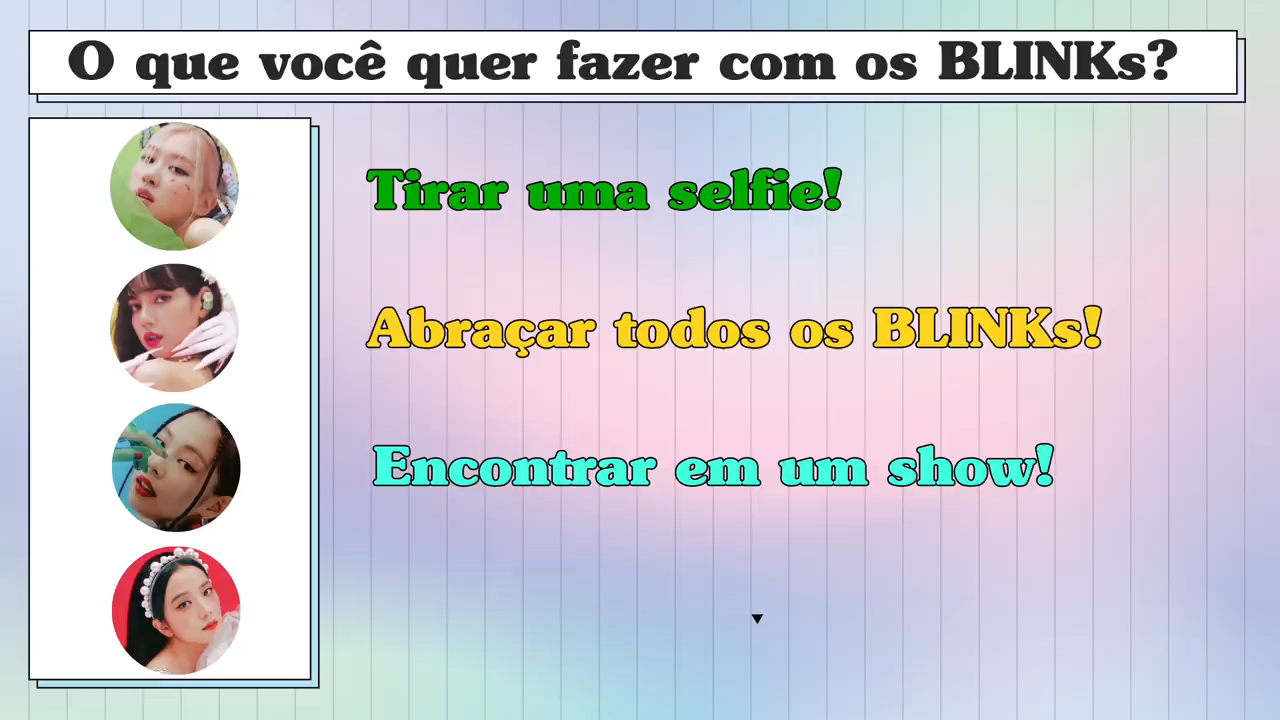 O que você quer fazer com os BLINKs?
Tirar uma selfie!
Abraçar todos os BLINKs!
Encontrar em um show!